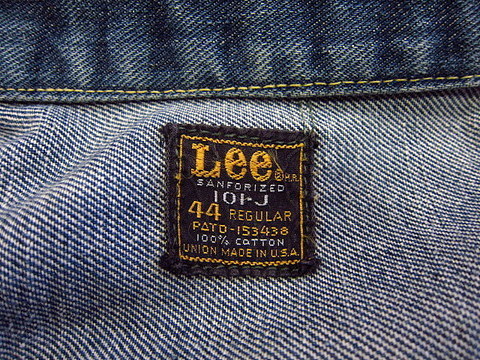 Lee ® M.R.
SANFORIZED
101-J
44 REGULAR
PATD-153438
100% COTTON
UNION MADE IN U.S.A.